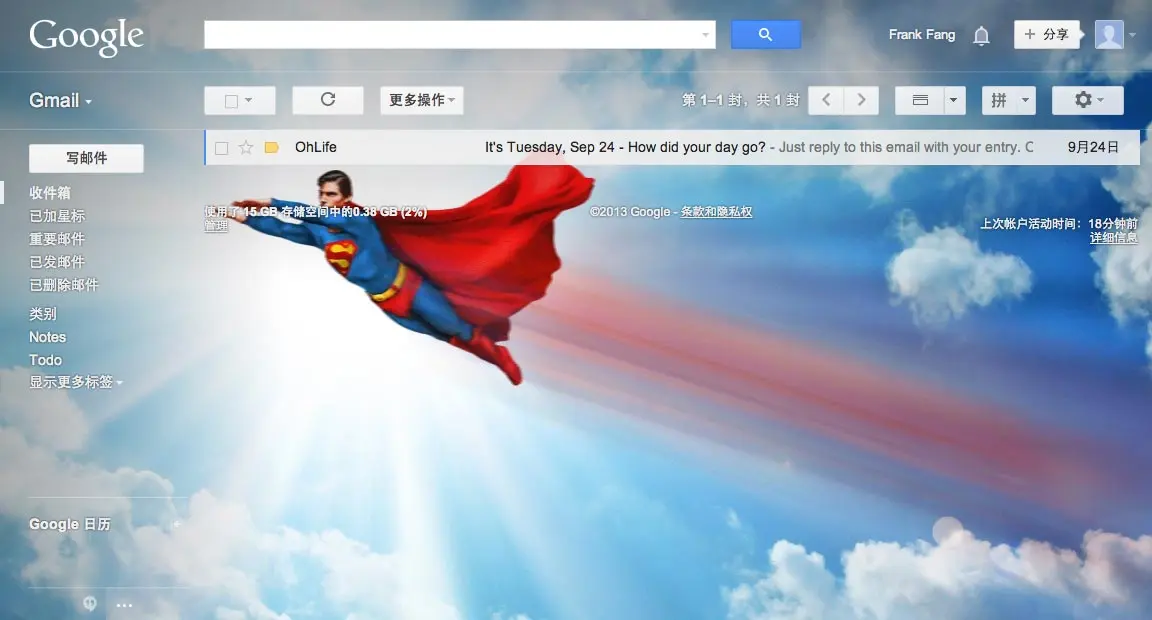 Google
Frank Fang
+ 分享
Gmail
更多操作
第 1–1 封，共 1 封
拼
写邮件
OhLife
It's Tuesday, Sep 24 - How did your day go? - Just reply to this email with your entry. C
9月24日
收件箱
已加星标
重要邮件
已发邮件
已删除邮件
类别
Notes
Todo
显示更多标签
使用了 15 GB 存储空间中的0.38 GB (2%)
管理
©2013 Google - 条款和隐私权
上次帐户活动时间：18分钟前
详细信息
Google 日历